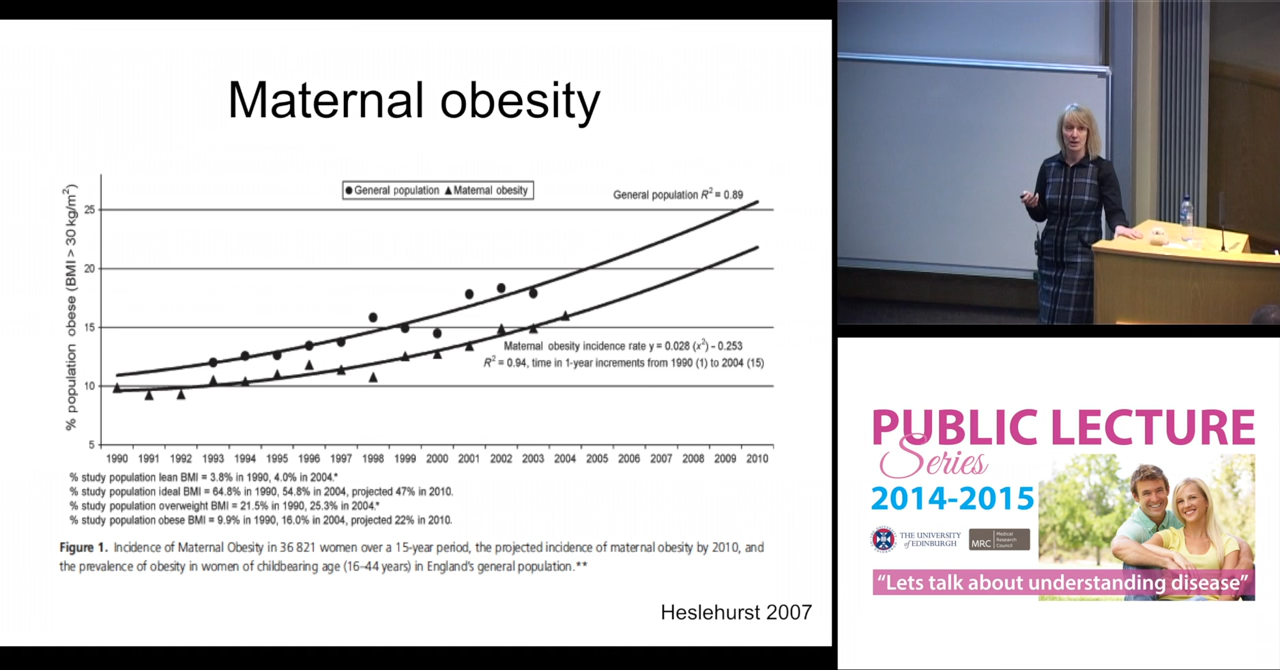 Maternal obesity
% population obese (BMI > 30 kg/m²)
● General population ▲ Maternal obesity
General population R² = 0.89
25
20
15
10
5
Maternal obesity incidence rate y = 0.028 (x²) – 0.253
R² = 0.94, time in 1-year increments from 1990 (1) to 2004 (15)
1990 1991 1992 1993 1994 1995 1996 1997 1998 1999 2000 2001 2002 2003 2004 2005 2006 2007 2008 2009 2010
% study population lean BMI = 3.8% in 1990, 4.0% in 2004.*
% study population ideal BMI = 64.8% in 1990, 54.8% in 2004, projected 47% in 2010.
% study population overweight BMI = 21.5% in 1990, 25.3% in 2004.*
% study population obese BMI = 9.9% in 1990, 16.0% in 2004, projected 22% in 2010.
Figure 1. Incidence of Maternal Obesity in 36 821 women over a 15-year period, the projected incidence of maternal obesity by 2010, and
the prevalence of obesity in women of childbearing age (16–44 years) in England's general population.**
Heslehurst 2007
PUBLIC LECTURE
Series
2014-2015
THE UNIVERSITY
of EDINBURGH
MRC
Medical
Research
Council
“Lets talk about understanding disease”